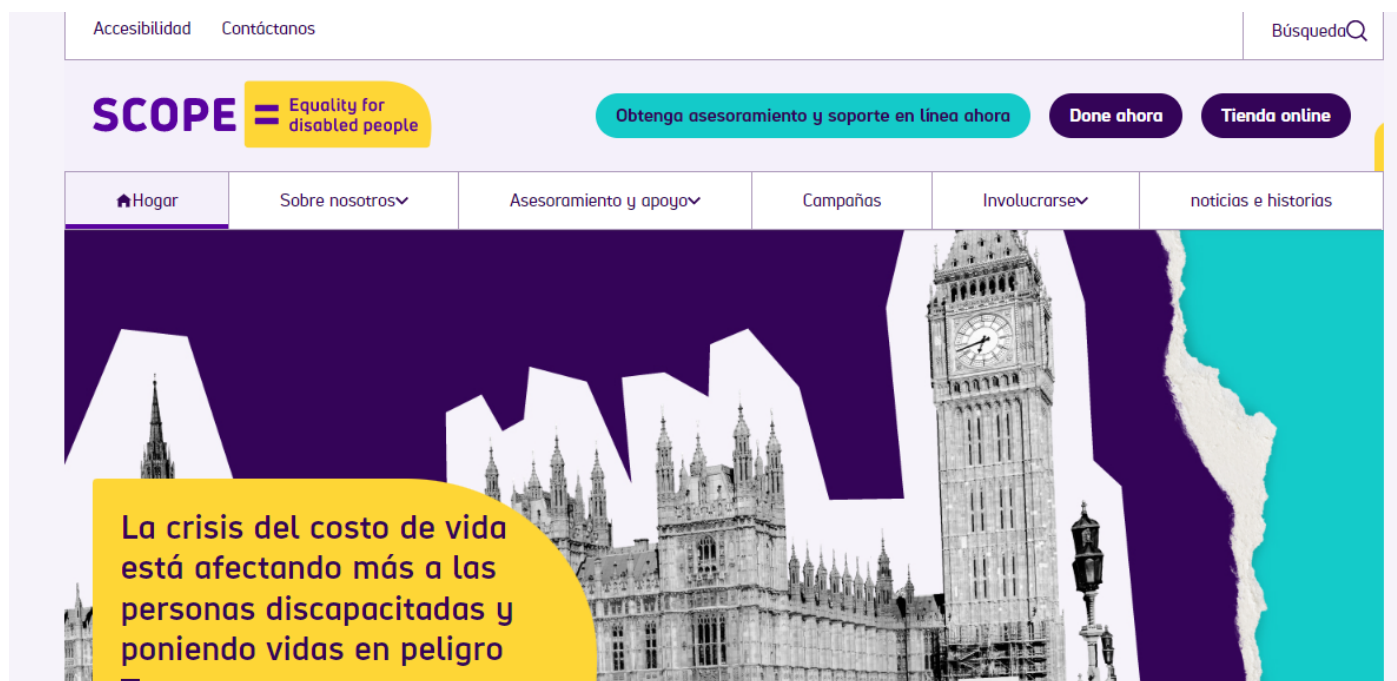 Accesibilidad Contáctanos Búsqueda
SCOPE = Equality for
disabled people
Obtenga asesoramiento y soporte en línea ahora Done ahora Tienda online
Hogar Sobre nosotros Asesoramiento y apoyo Campañas Involucrarse noticias e historias
La crisis del costo de vida
está afectando más a las
personas discapacitadas y
poniendo vidas en peligro